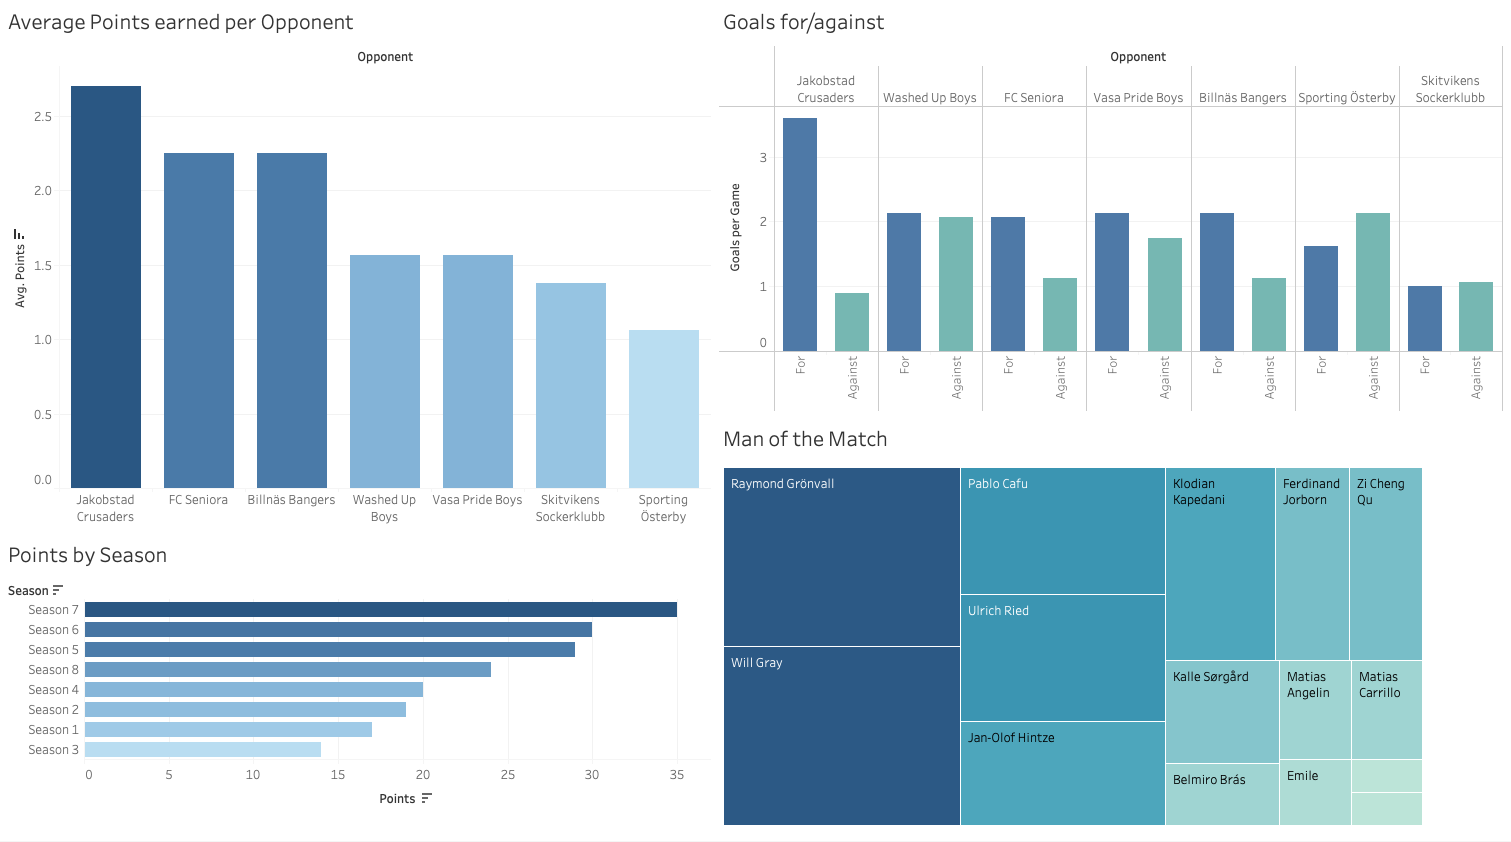 Average Points earned per Opponent
Opponent
Avg. Points
2.5
2.0
1.5
1.0
0.5
0.0
Jakobstad
Crusaders
FC Seniora
Billnäs Bangers
Washed Up
Boys
Vasa Pride Boys
Skitvikens
Sockerklubb
Sporting
Österby
Points by Season
Season
Season 7
Season 6
Season 5
Season 8
Season 4
Season 2
Season 1
Season 3
0 5 10 15 20 25 30 35
Points
Goals for/against
Opponent
Jakobstad
Crusaders
Washed Up Boys
FC Seniora
Vasa Pride Boys
Billnäs Bangers
Sporting Österby
Skitvikens
Sockerklubb
Goals per Game
3
2
1
0
For
Against
For
Against
For
Against
For
Against
For
Against
For
Against
For
Against
Man of the Match
Raymond Grönvall
Will Gray
Pablo Cafu
Ulrich Ried
Jan-Olof Hintze
Klodian
Kapedani
Ferdinand
Jorborn
Zi Cheng
Qu
Kalle Sørgård
Belmiro Brás
Matias
Angelin
Matias
Carrillo
Emile